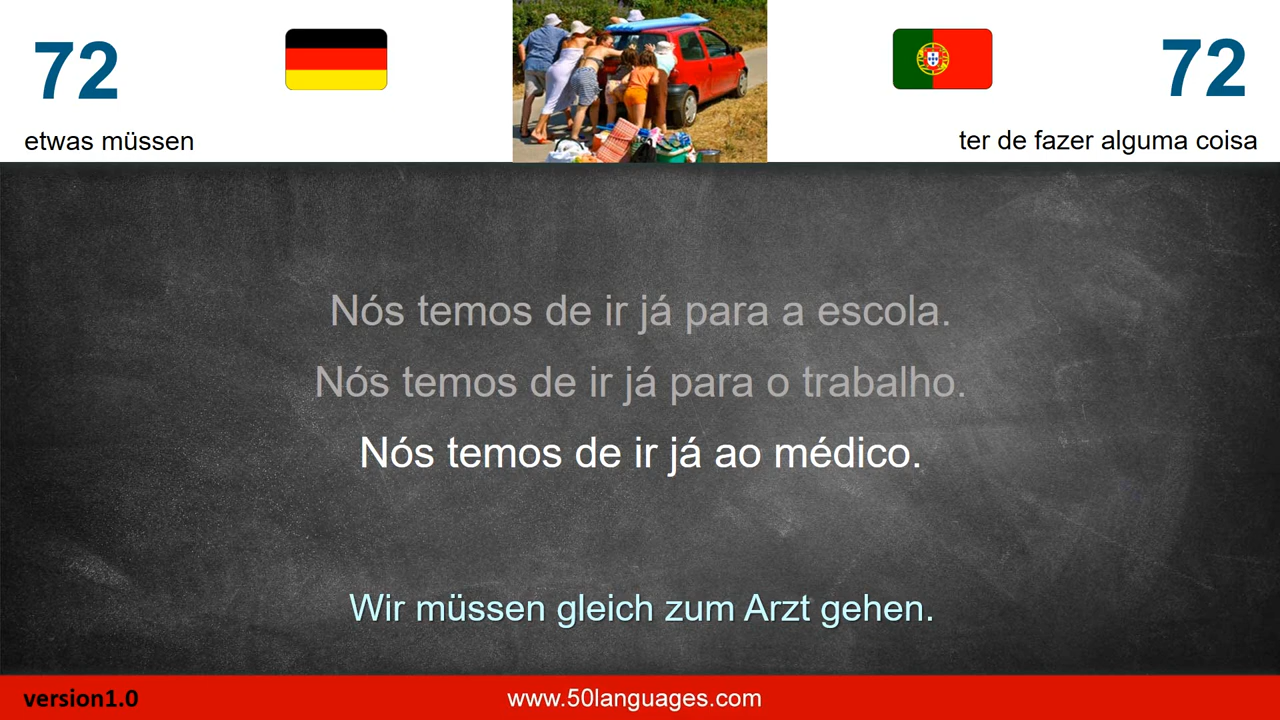 72
72
etwas müssen
ter de fazer alguma coisa
Nós temos de ir já para a escola.
Nós temos de ir já para o trabalho.
Nós temos de ir já ao médico.
Wir müssen gleich zum Arzt gehen.
version1.0
www.50languages.com